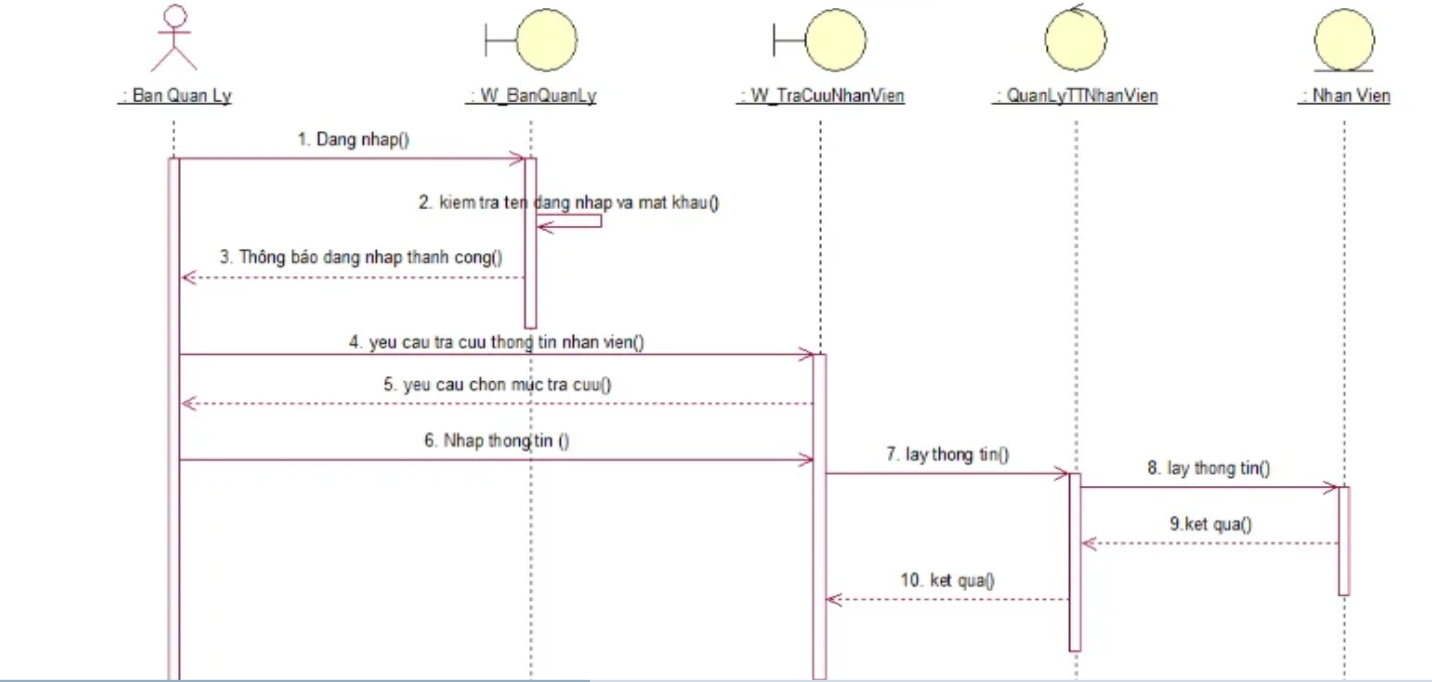 : Ban Quan Ly
: W_BanQuanLy
: W_TraCuuNhanVien
: QuanLyTTNhanVien
: Nhan Vien
1. Dang nhap()
2. kiem tra ten dang nhap va mat khau()
3. Thông báo dang nhap thanh cong()
4. yeu cau tra cuu thong tin nhan vien()
5. yeu cau chon muc tra cuu()
6. Nhap thong tin ()
7. lay thong tin()
8. lay thong tin()
9.ket qua()
10. ket qua()